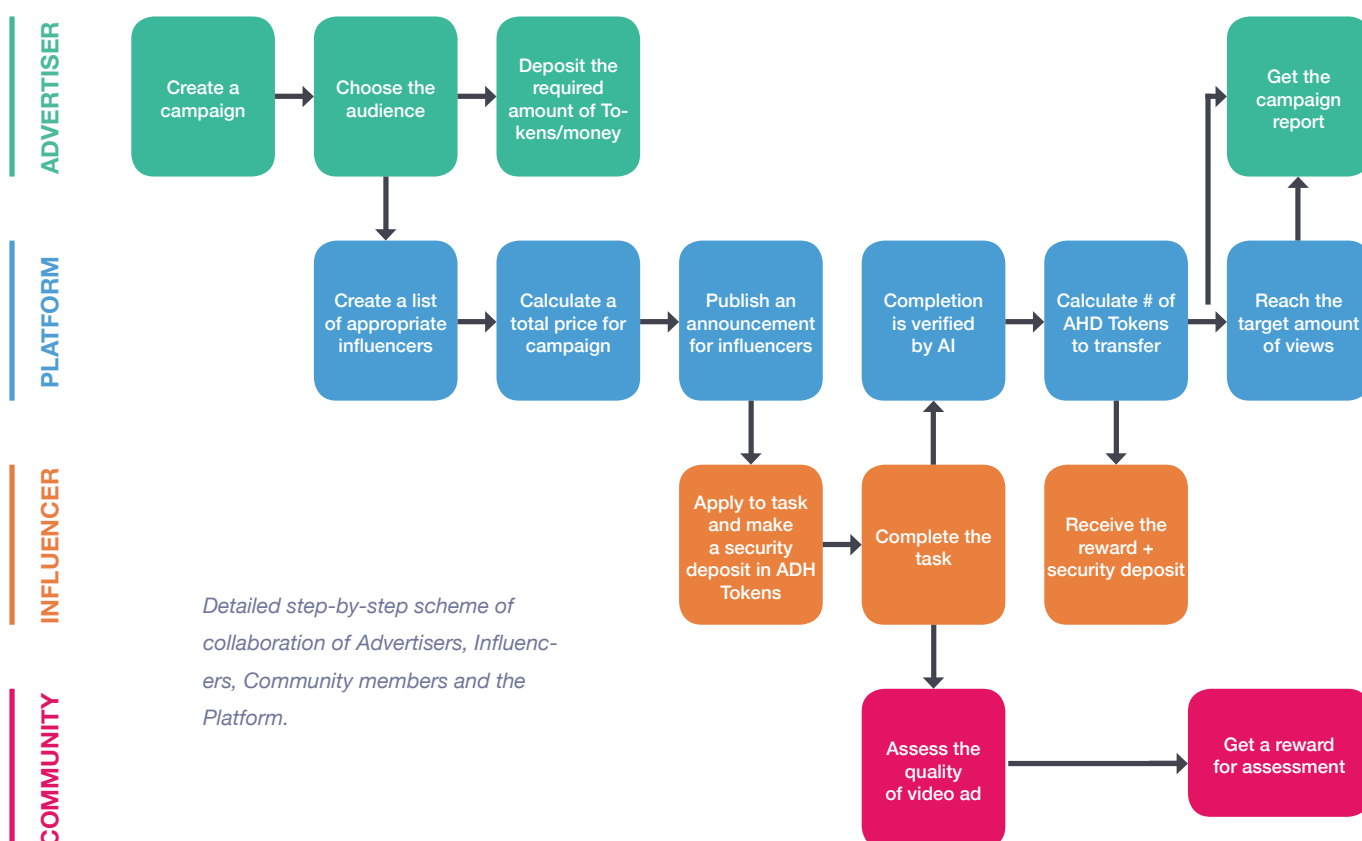 ADVERTISER
Create a
campaign
Choose the
audience
Deposit the
required
amount of To-
kens/money
Get the
campaign
report
PLATFORM
Create a list
of appropriate
influencers
Calculate a
total price for
campaign
Publish an
announcement
for influencers
Completion
is verified
by AI
Calculate # of
AHD Tokens
to transfer
Reach the
target amount
of views
INFLUENCER
Apply to task
and make
a security
deposit in ADH
Tokens
Complete the
task
Receive the
reward +
security deposit
Detailed step-by-step scheme of
collaboration of Advertisers, Influenc-
ers, Community members and the
Platform.
COMMUNITY
Assess the
quality
of video ad
Get a reward
for assessment